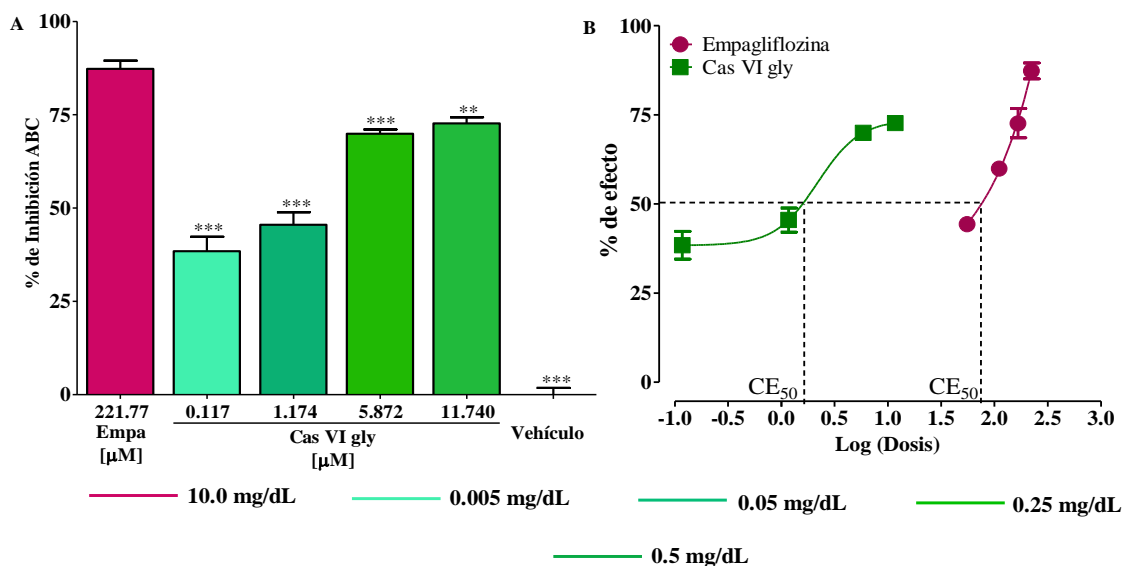 A
% de Inhibición ABC
100
75
50
25
0
***
***
***
**
***
221.77
0.117
1.174
5.872
11.740
Vehículo
Empa
[µM]
Cas VI gly
[µM]
B
% de efecto
100
75
50
25
0
Empagliflozina
Cas VI gly
CE50
CE50
-1.0
-0.5
0.0
0.5
1.0
1.5
2.0
2.5
3.0
Log (Dosis)
10.0 mg/dL
0.005 mg/dL
0.05 mg/dL
0.25 mg/dL
0.5 mg/dL